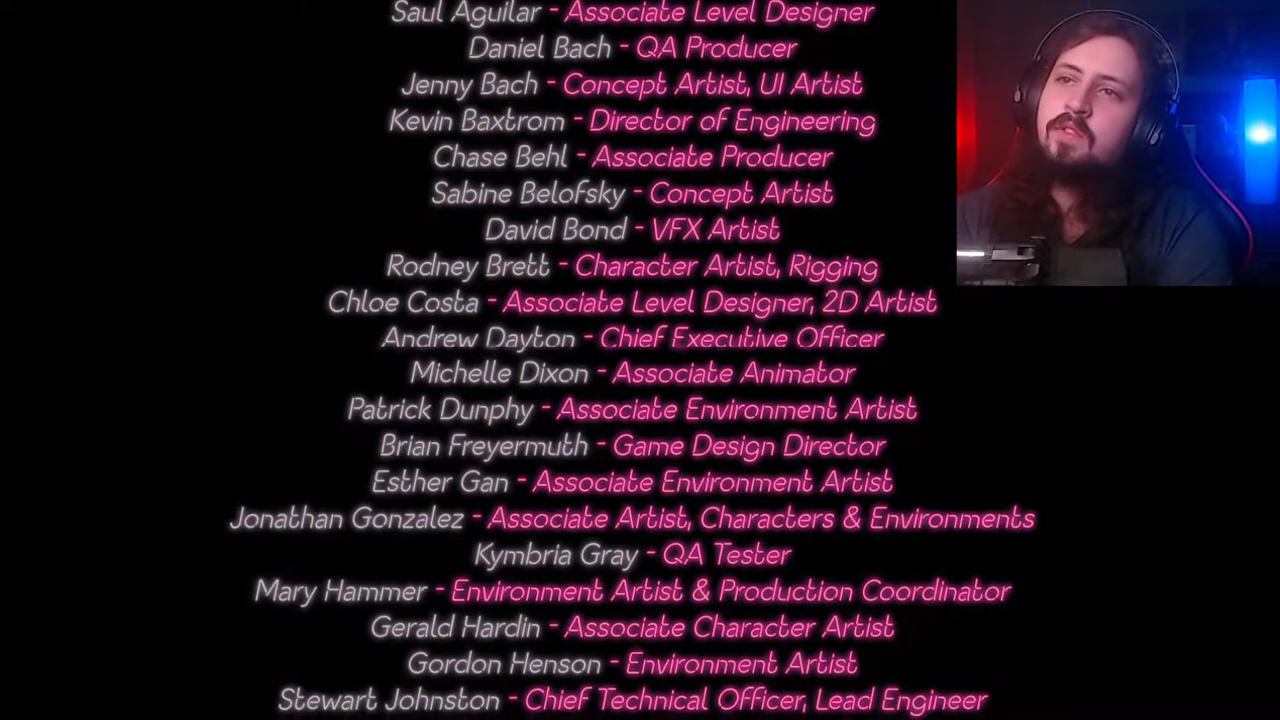 Saul Aguilar - Associate Level Designer
Daniel Bach - QA Producer
Jenny Bach - Concept Artist, UI Artist
Kevin Baxtrom - Director of Engineering
Chase Behl - Associate Producer
Sabine Belofsky - Concept Artist
David Bond - VFX Artist
Rodney Brett - Character Artist, Rigging
Chloe Costa - Associate Level Designer, 2D Artist
Andrew Dayton - Chief Executive Officer
Michelle Dixon - Associate Animator
Patrick Dunphy - Associate Environment Artist
Brian Freyermuth - Game Design Director
Esther Gan - Associate Environment Artist
Jonathan Gonzalez - Associate Artist, Characters & Environments
Kymbria Gray - QA Tester
Mary Hammer - Environment Artist & Production Coordinator
Gerald Hardin - Associate Character Artist
Gordon Henson - Environment Artist
Stewart Johnston - Chief Technical Officer, Lead Engineer